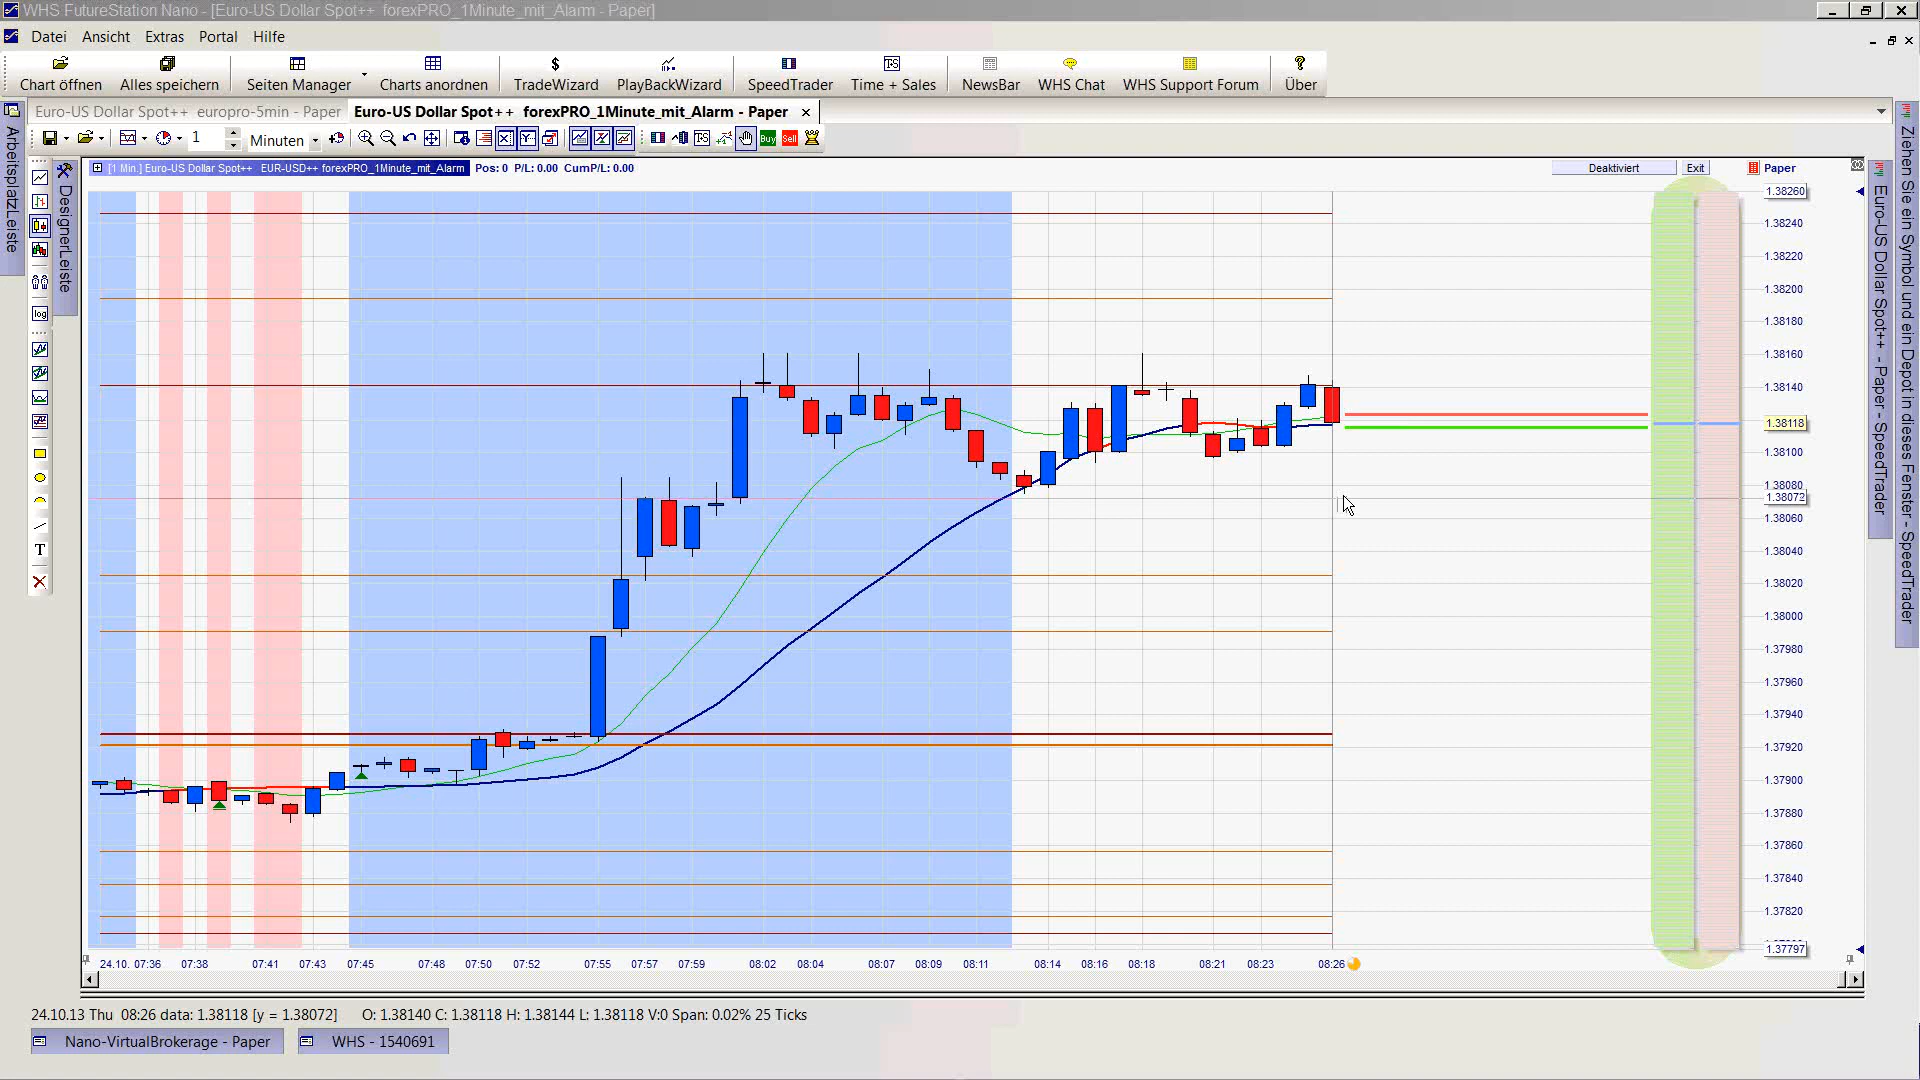 WHS FutureStation Nano - [Euro-US Dollar Spot++ forexPRO_1Minute_mit_Alarm - Paper]
Datei Ansicht Extras Portal Hilfe
Chart öffnen Alles speichern Seiten Manager Charts anordnen TradeWizard PlayBackWizard SpeedTrader Time + Sales NewsBar WHS Chat WHS Support Forum Über
Euro-US Dollar Spot++ europro-5min - Paper Euro-US Dollar Spot++ forexPRO_1Minute_mit_Alarm - Paper
1 Minuten Buy Sell
[1 Min.] Euro-US Dollar Spot++ EUR-USD++ forexPRO_1Minute_mit_Alarm Pos: 0 P/L: 0.00 CumP/L: 0.00 Deaktiviert Exit Paper
ArbeitsplatzLeiste
DesignerLeiste
log
T
1.38260
1.38240
1.38220
1.38200
1.38180
1.38160
1.38140
1.38118
1.38100
1.38080
1.38072
1.38060
1.38040
1.38020
1.38000
1.37980
1.37960
1.37940
1.37920
1.37900
1.37880
1.37860
1.37840
1.37820
1.37797
Euro-US Dollar Spot++ - Paper - SpeedTrader
Ziehen Sie ein Symbol und ein Depot in dieses Fenster - SpeedTrader
24.10. 07:36 07:38 07:41 07:43 07:45 07:48 07:50 07:52 07:55 07:57 07:59 08:02 08:04 08:07 08:09 08:11 08:14 08:16 08:18 08:21 08:23 08:26
24.10.13 Thu 08:26 data: 1.38118 [y = 1.38072] O: 1.38140 C: 1.38118 H: 1.38144 L: 1.38118 V:0 Span: 0.02% 25 Ticks
Nano-VirtualBrokerage - Paper WHS - 1540691